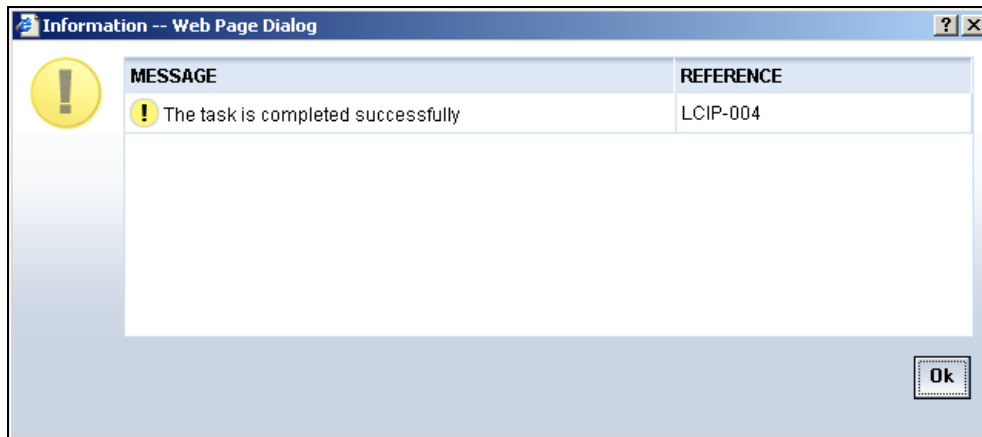 Information -- Web Page Dialog
MESSAGE REFERENCE
The task is completed successfully LCIP-004
Ok